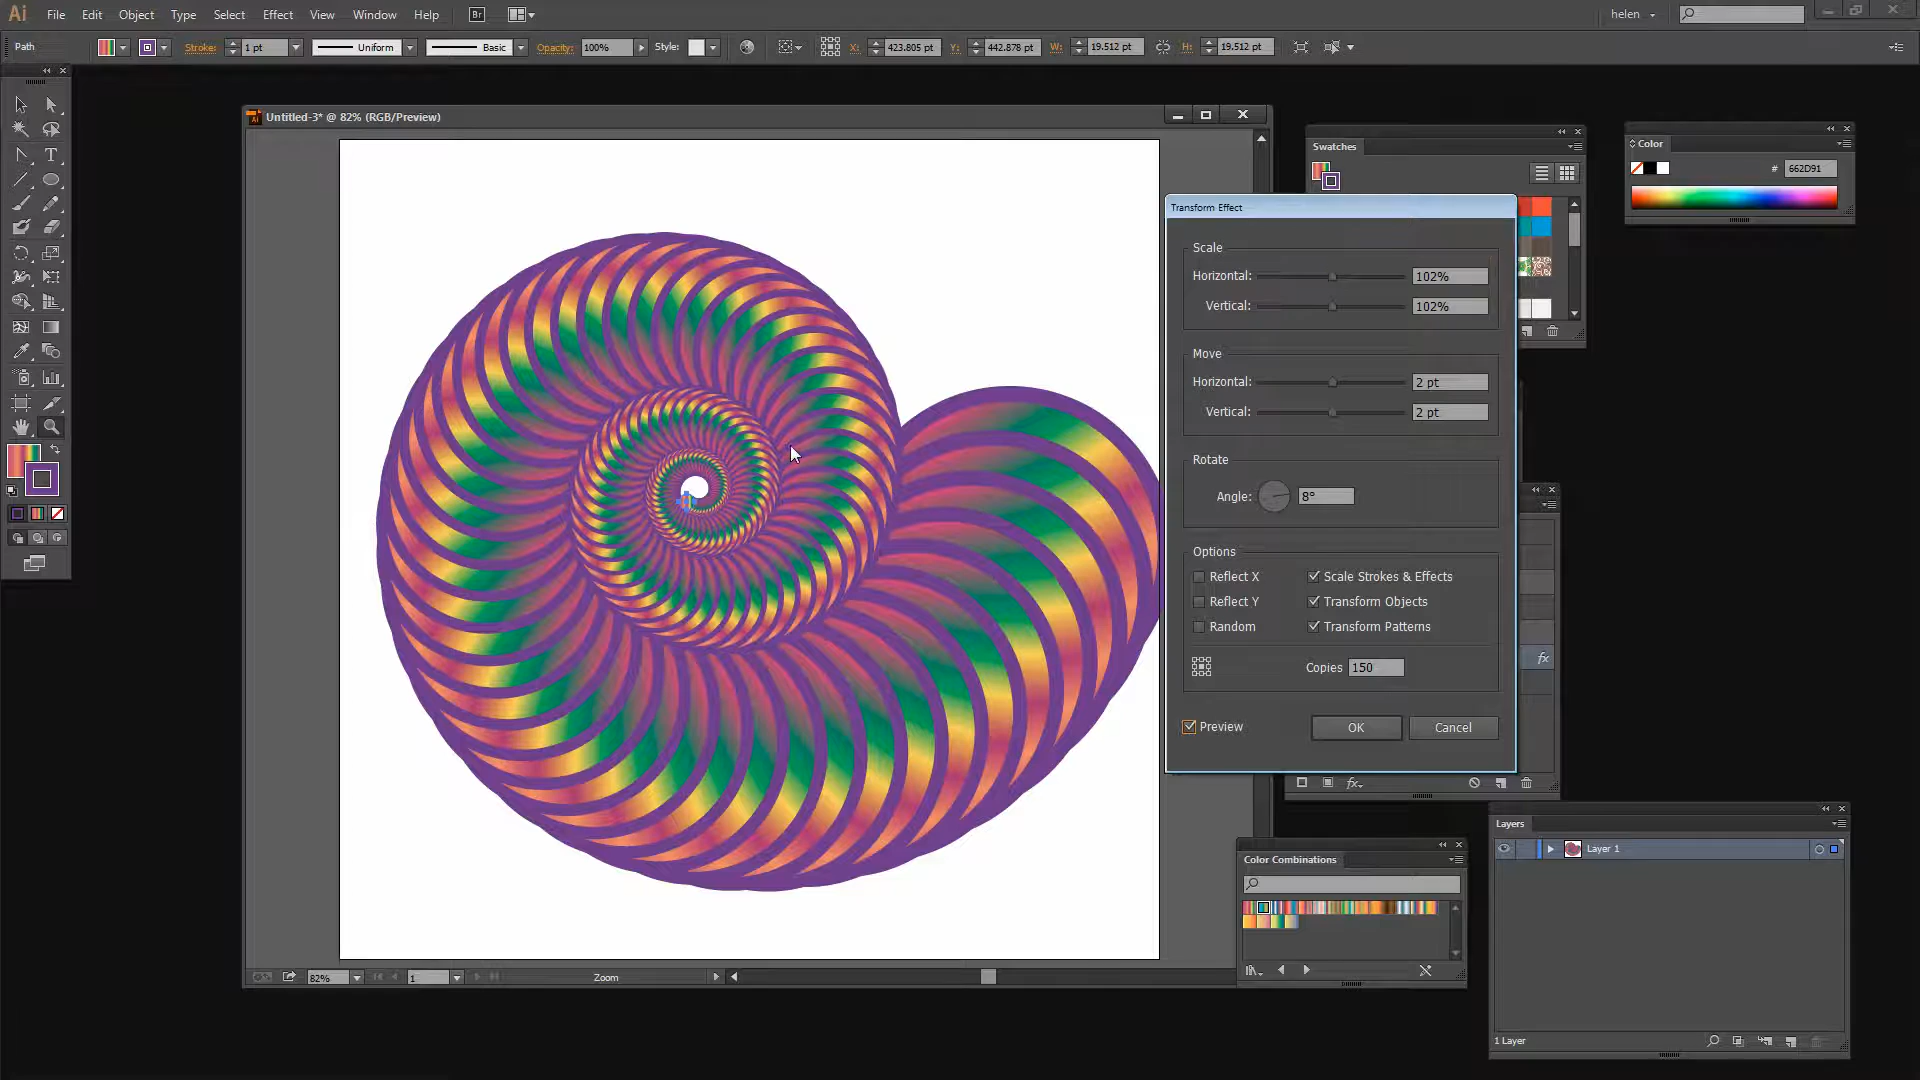 Ai File Edit Object Type Select Effect View Window Help Br helen
Path Stroke: 1 pt Uniform Basic Opacity: 100% Style: X: 423.805 pt Y: 442.878 pt W: 19.512 pt H: 19.512 pt
Untitled-3* @ 82% (RGB/Preview)
Swatches
Color
# 662D91
Transform Effect
Scale
Horizontal: 102%
Vertical: 102%
Move
Horizontal: 2 pt
Vertical: 2 pt
Rotate
Angle: 8°
Options
Reflect X Scale Strokes & Effects
Reflect Y Transform Objects
Random Transform Patterns
Copies 150
Preview OK Cancel
fx
fx
Layers
Layer 1
1 Layer
Color Combinations
82% 1 Zoom